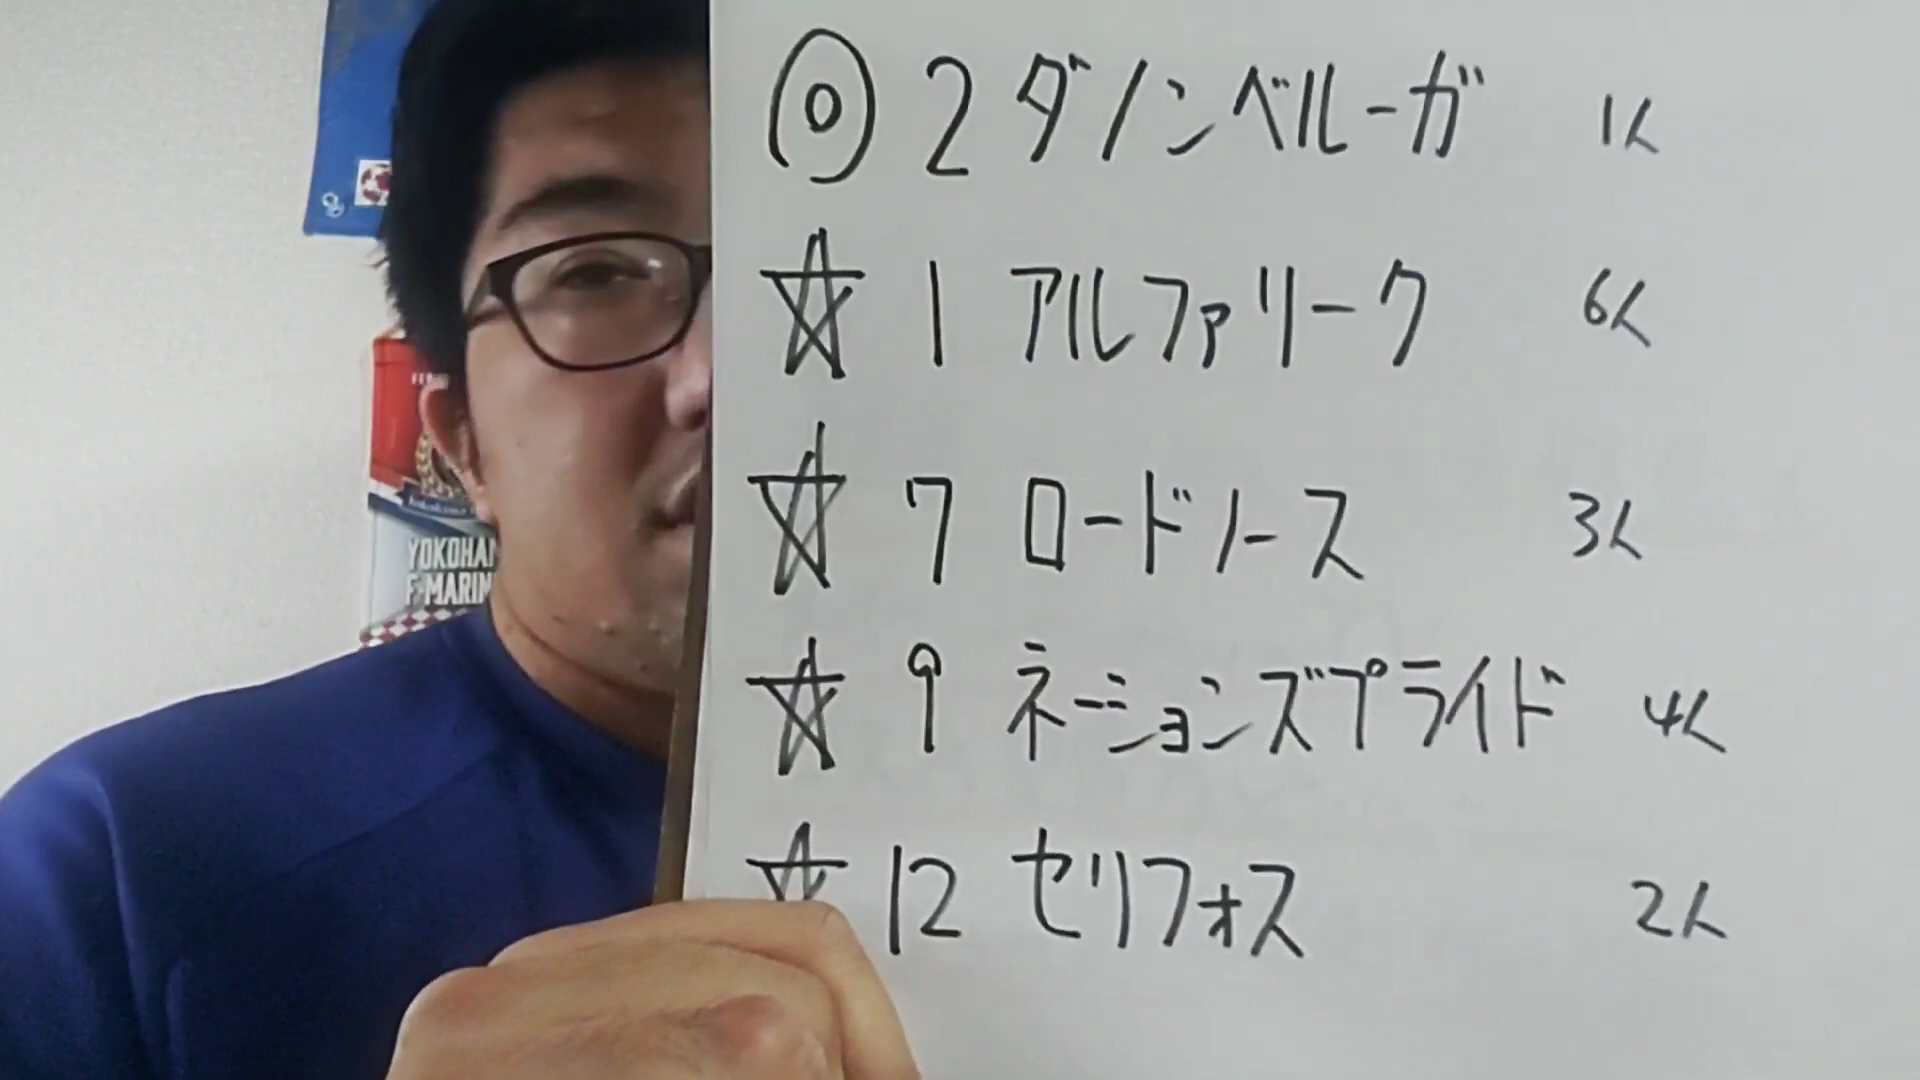 ◎ 2 ダノンベルーガ 1人
☆ 1 アルファリーク 6人
☆ 7 ロードノース 3人
☆ 9 ネーションズプライド 4人
☆ 12 セリフォス 2人
YOKOHAM
F·MARIN